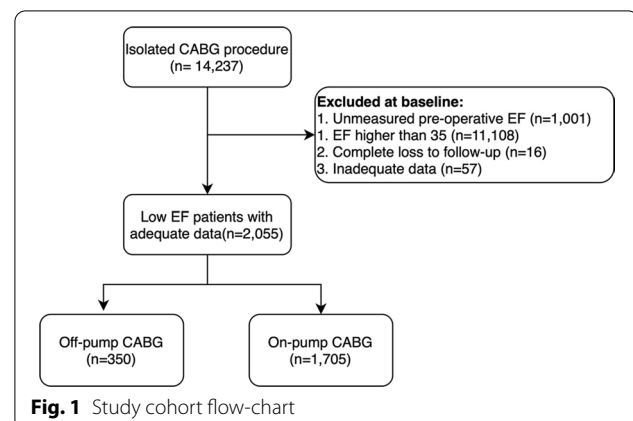 Isolated CABG procedure
(n= 14,237)
Excluded at baseline:
1. Unmeasured pre-operative EF (n=1,001)
1. EF higher than 35 (n=11,108)
2. Complete loss to follow-up (n=16)
3. Inadequate data (n=57)
Low EF patients with
adequate data(n=2,055)
Off-pump CABG
(n=350)
On-pump CABG
(n=1,705)
Fig. 1 Study cohort flow-chart